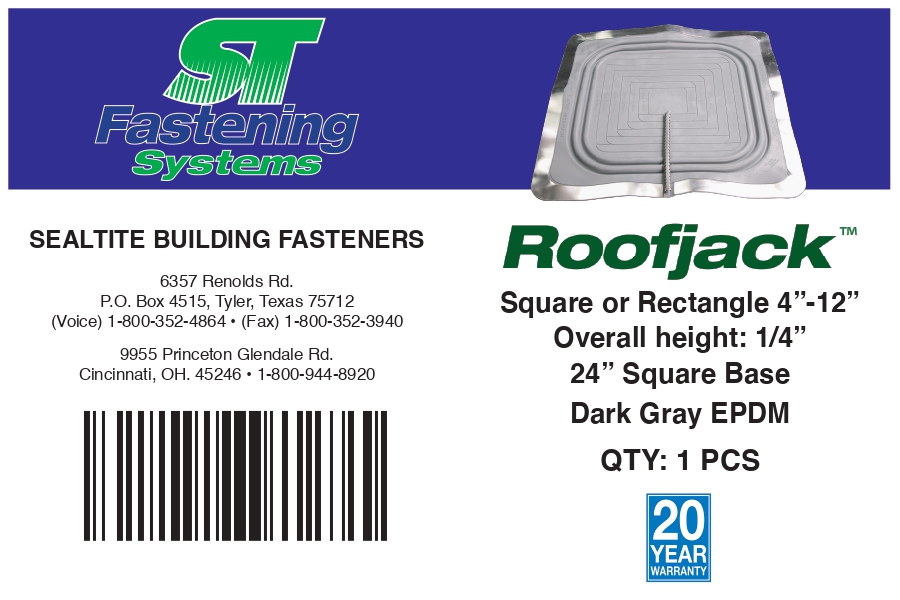 ST
Fastening
Systems
SEALTITE BUILDING FASTENERS
6357 Renolds Rd.
P.O. Box 4515, Tyler, Texas 75712
(Voice) 1-800-352-4864 • (Fax) 1-800-352-3940
9955 Princeton Glendale Rd.
Cincinnati, OH. 45246 • 1-800-944-8920
Roofjack™
Square or Rectangle 4”-12”
Overall height: 1/4”
24” Square Base
Dark Gray EPDM
QTY: 1 PCS
20
YEAR
WARRANTY